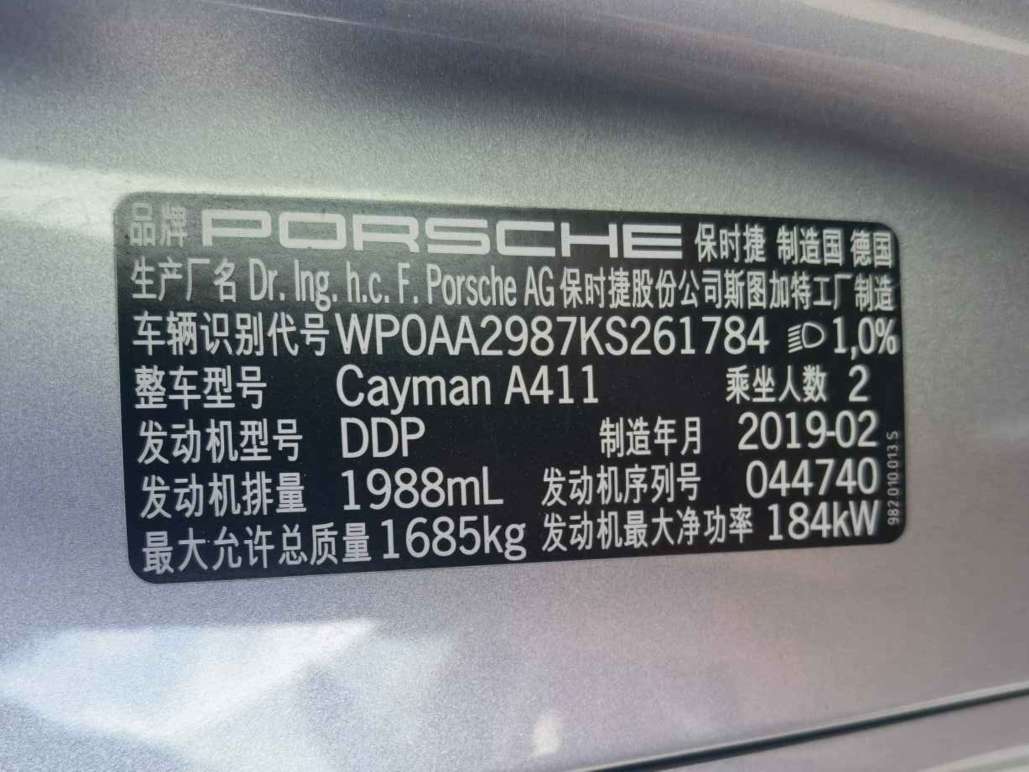 品牌 PORSCHE 保时捷 制造国 德国
生产厂名 Dr. Ing. h.c. F. Porsche AG 保时捷股份公司斯图加特工厂制造
车辆识别代号 WP0AA2987KS261784 1,0%
整车型号 Cayman A411 乘坐人数 2
发动机型号 DDP 制造年月 2019-02
发动机排量 1988mL 发动机序列号 044740
最大允许总质量 1685kg 发动机最大净功率 184kW
982 010 013 S